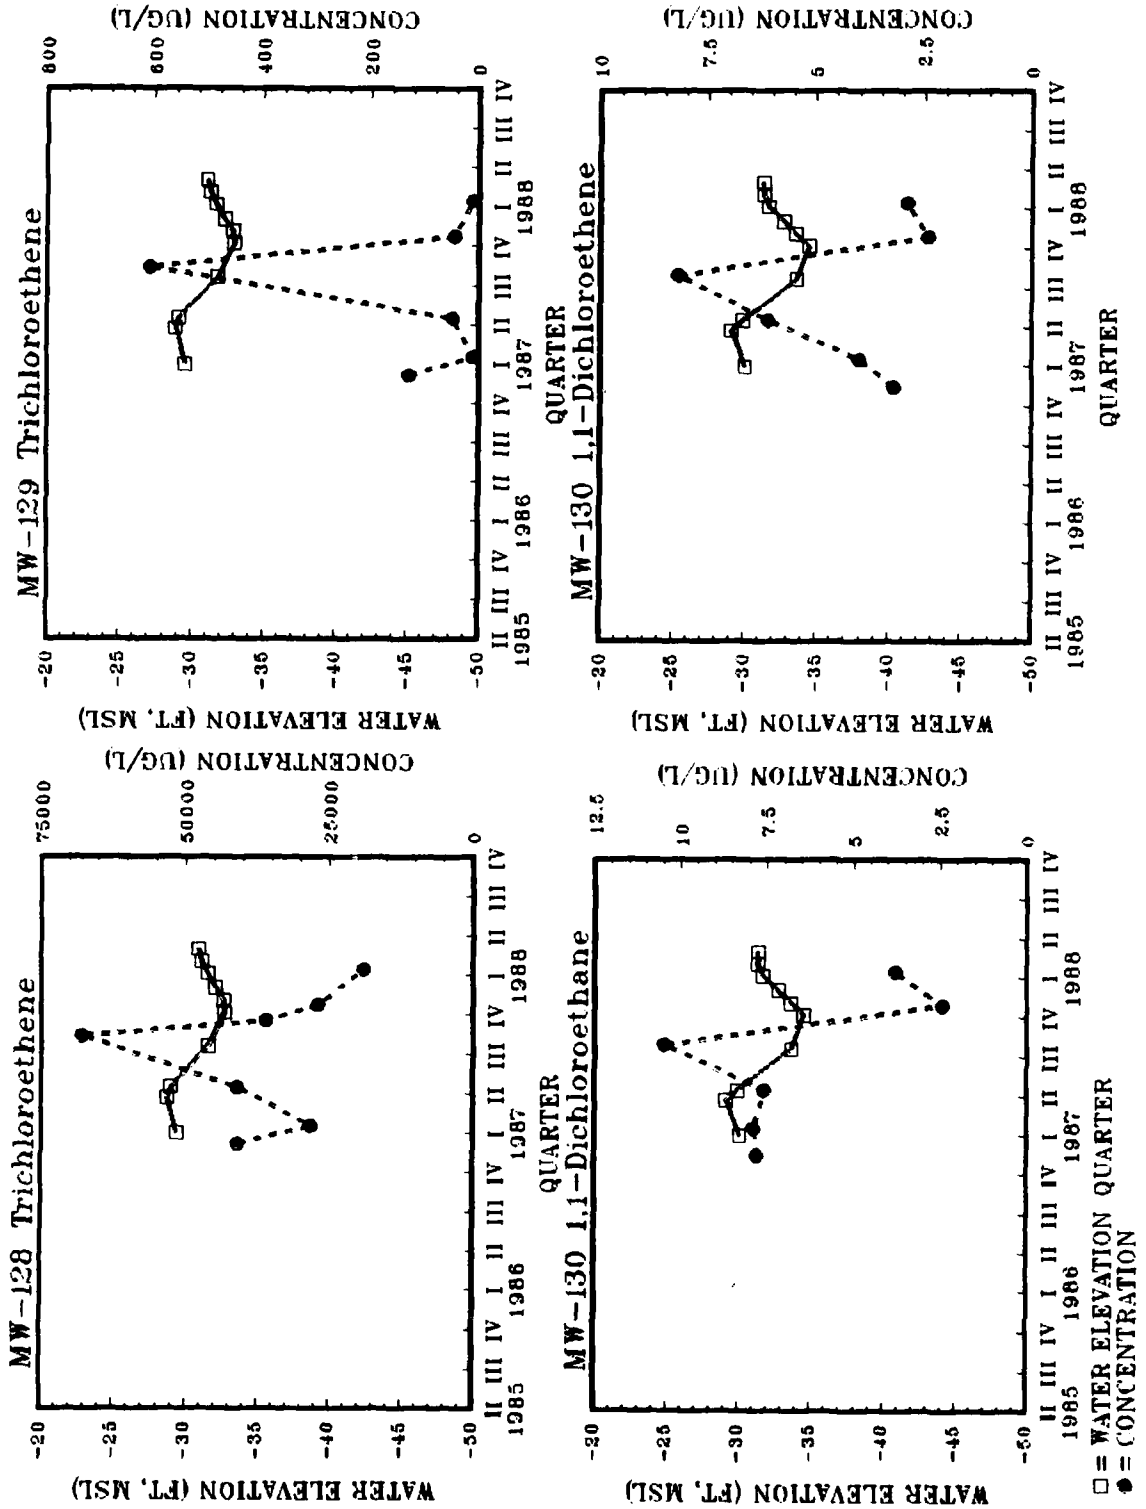 MW-128 Trichloroethene
WATER ELEVATION (FT, MSL)
-20
-25
-30
-35
-40
-45
-50
CONCENTRATION (UG/L)
75000
50000
25000
0
II III IV I II III IV I II III IV I II III IV
1985 1986 1987 1988
QUARTER
MW-129 Trichloroethene
WATER ELEVATION (FT, MSL)
-20
-25
-30
-35
-40
-45
-50
CONCENTRATION (UG/L)
800
600
400
200
0
II III IV I II III IV I II III IV I II III IV
1985 1986 1987 1988
QUARTER
MW-130 1,1-Dichloroethane
WATER ELEVATION (FT, MSL)
-20
-25
-30
-35
-40
-45
-50
CONCENTRATION (UG/L)
12.5
10
7.5
5
2.5
0
II III IV I II III IV I II III IV I II III IV
1985 1986 1987 1988
QUARTER
MW-130 1,1-Dichloroethene
WATER ELEVATION (FT, MSL)
-20
-25
-30
-35
-40
-45
-50
CONCENTRATION (UG/L)
10
7.5
5
2.5
0
II III IV I II III IV I II III IV I II III IV
1985 1986 1987 1988
QUARTER
□ = WATER ELEVATION
● = CONCENTRATION